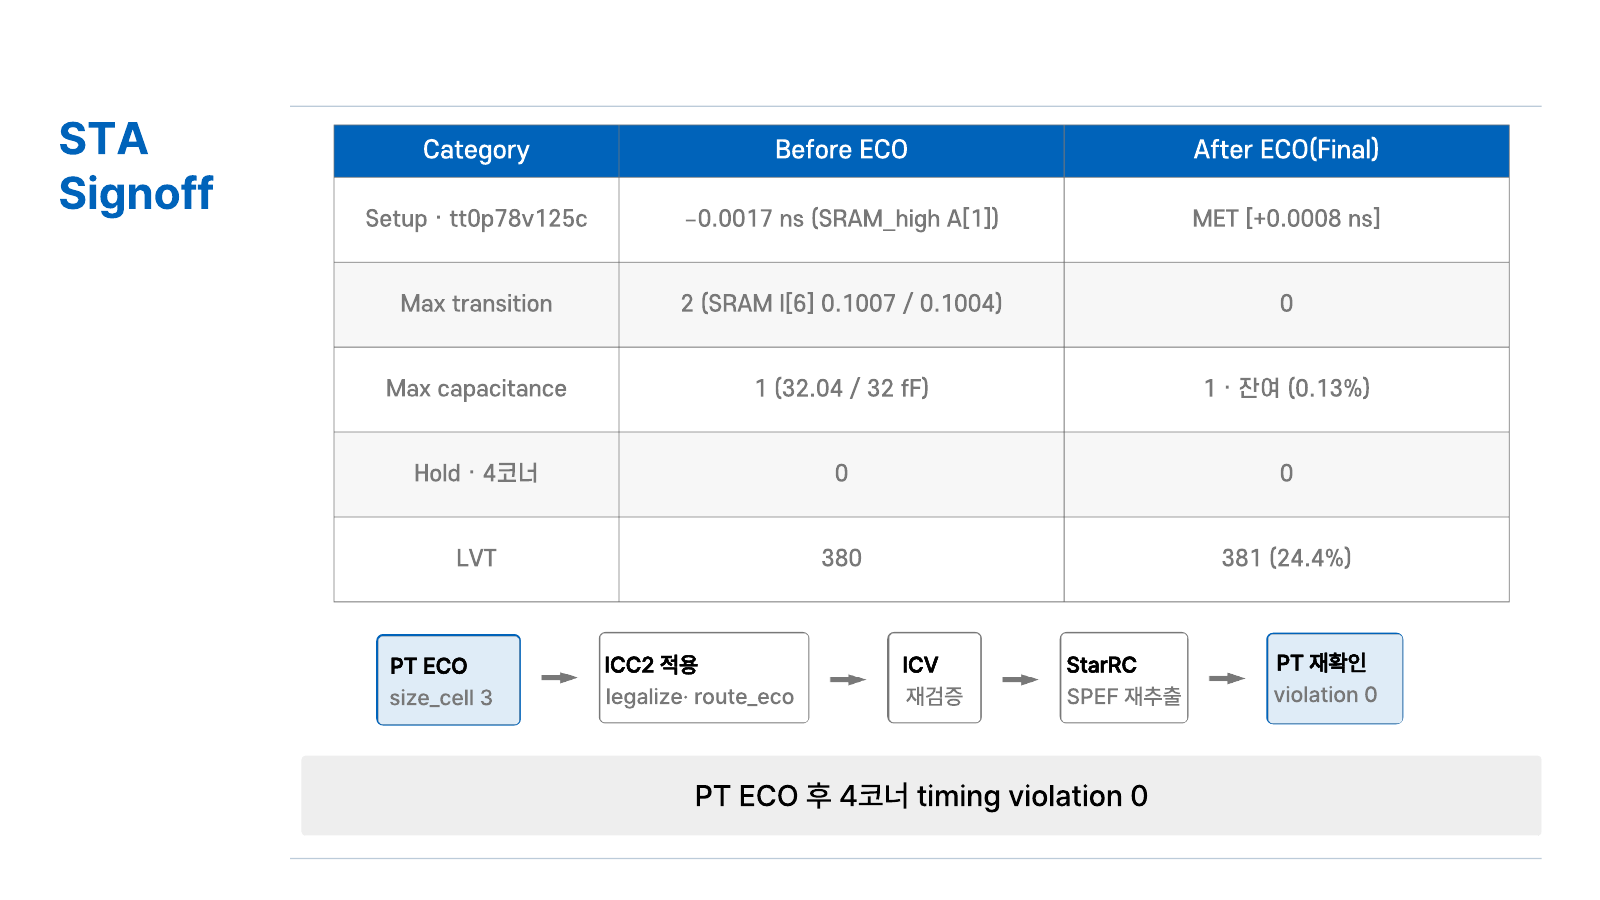 STA
Signoff
Category Before ECO After ECO(Final)
Setup · tt0p78v125c −0.0017 ns (SRAM_high A[1]) MET [+0.0008 ns]
Max transition 2 (SRAM I[6] 0.1007 / 0.1004) 0
Max capacitance 1 (32.04 / 32 fF) 1 · 잔여 (0.13%)
Hold · 4코너 0 0
LVT 380 381 (24.4%)
PT ECO
size_cell 3
ICC2 적용
legalize· route_eco
ICV
재검증
StarRC
SPEF 재추출
PT 재확인
violation 0
PT ECO 후 4코너 timing violation 0